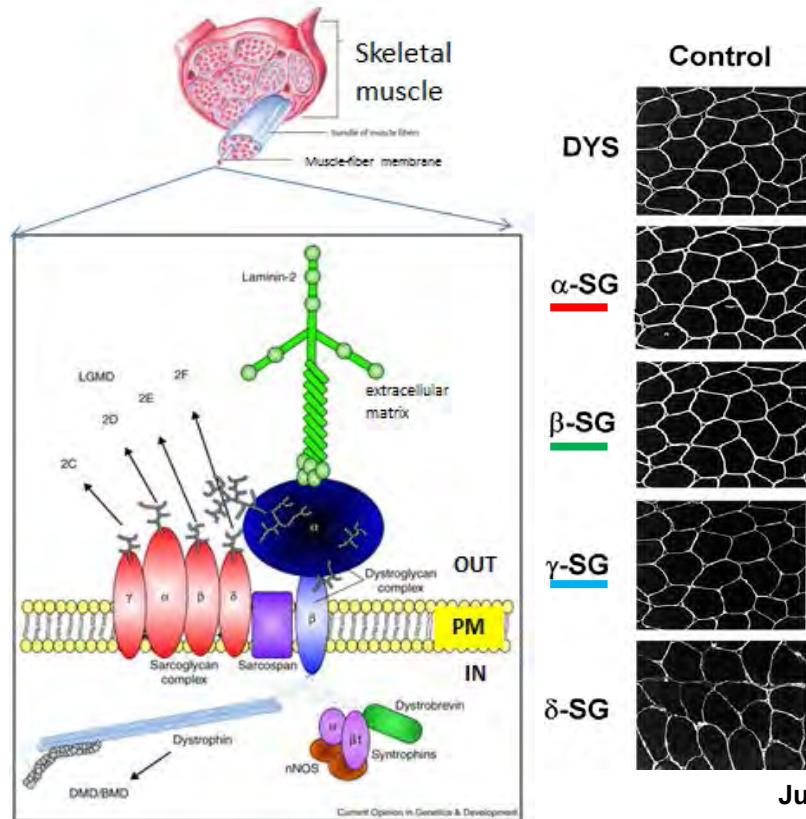 Skeletal
muscle
bundle of muscle fibers
Muscle-fiber membrane
Laminin-2
LGMD
2F
2E
2D
2C
extracellular
matrix
α
OUT
Dystroglycan
complex
γ
α
β
δ
β
PM
Sarcoglycan
complex
Sarcospan
IN
Dystrobrevin
α
β1
Syntrophins
nNOS
Dystrophin
DMD/BMD
Current Opinion in Genetics & Development
Control
DYS
α-SG
β-SG
γ-SG
δ-SG
Ju